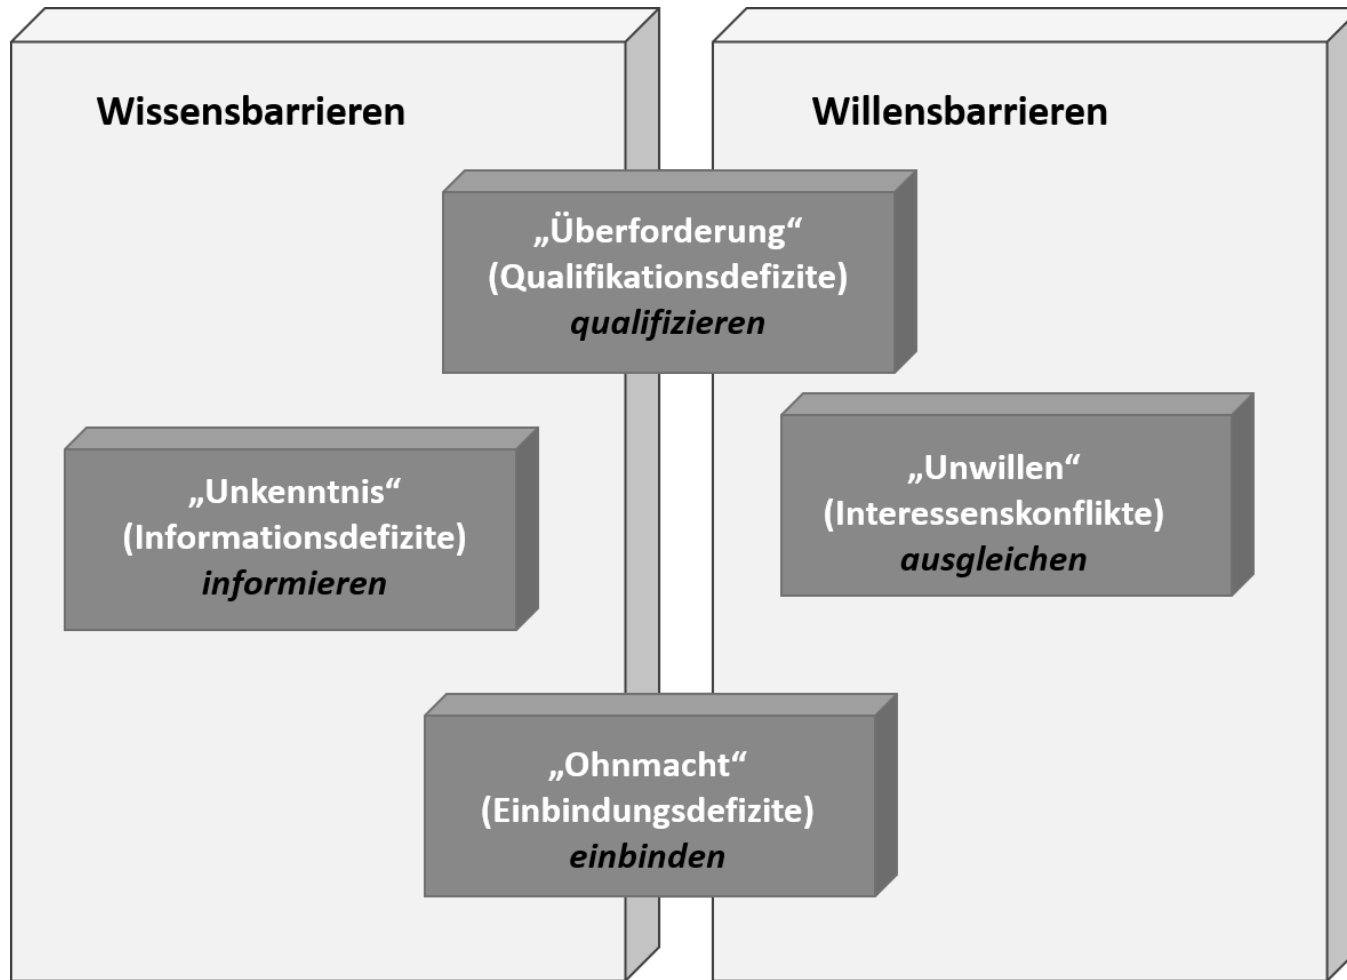 Wissensbarrieren
Willensbarrieren
„Überforderung“
(Qualifikationsdefizite)
qualifizieren
„Unkenntnis“
(Informationsdefizite)
informieren
„Unwillen“
(Interessenskonflikte)
ausgleichen
„Ohnmacht“
(Einbindungsdefizite)
einbinden